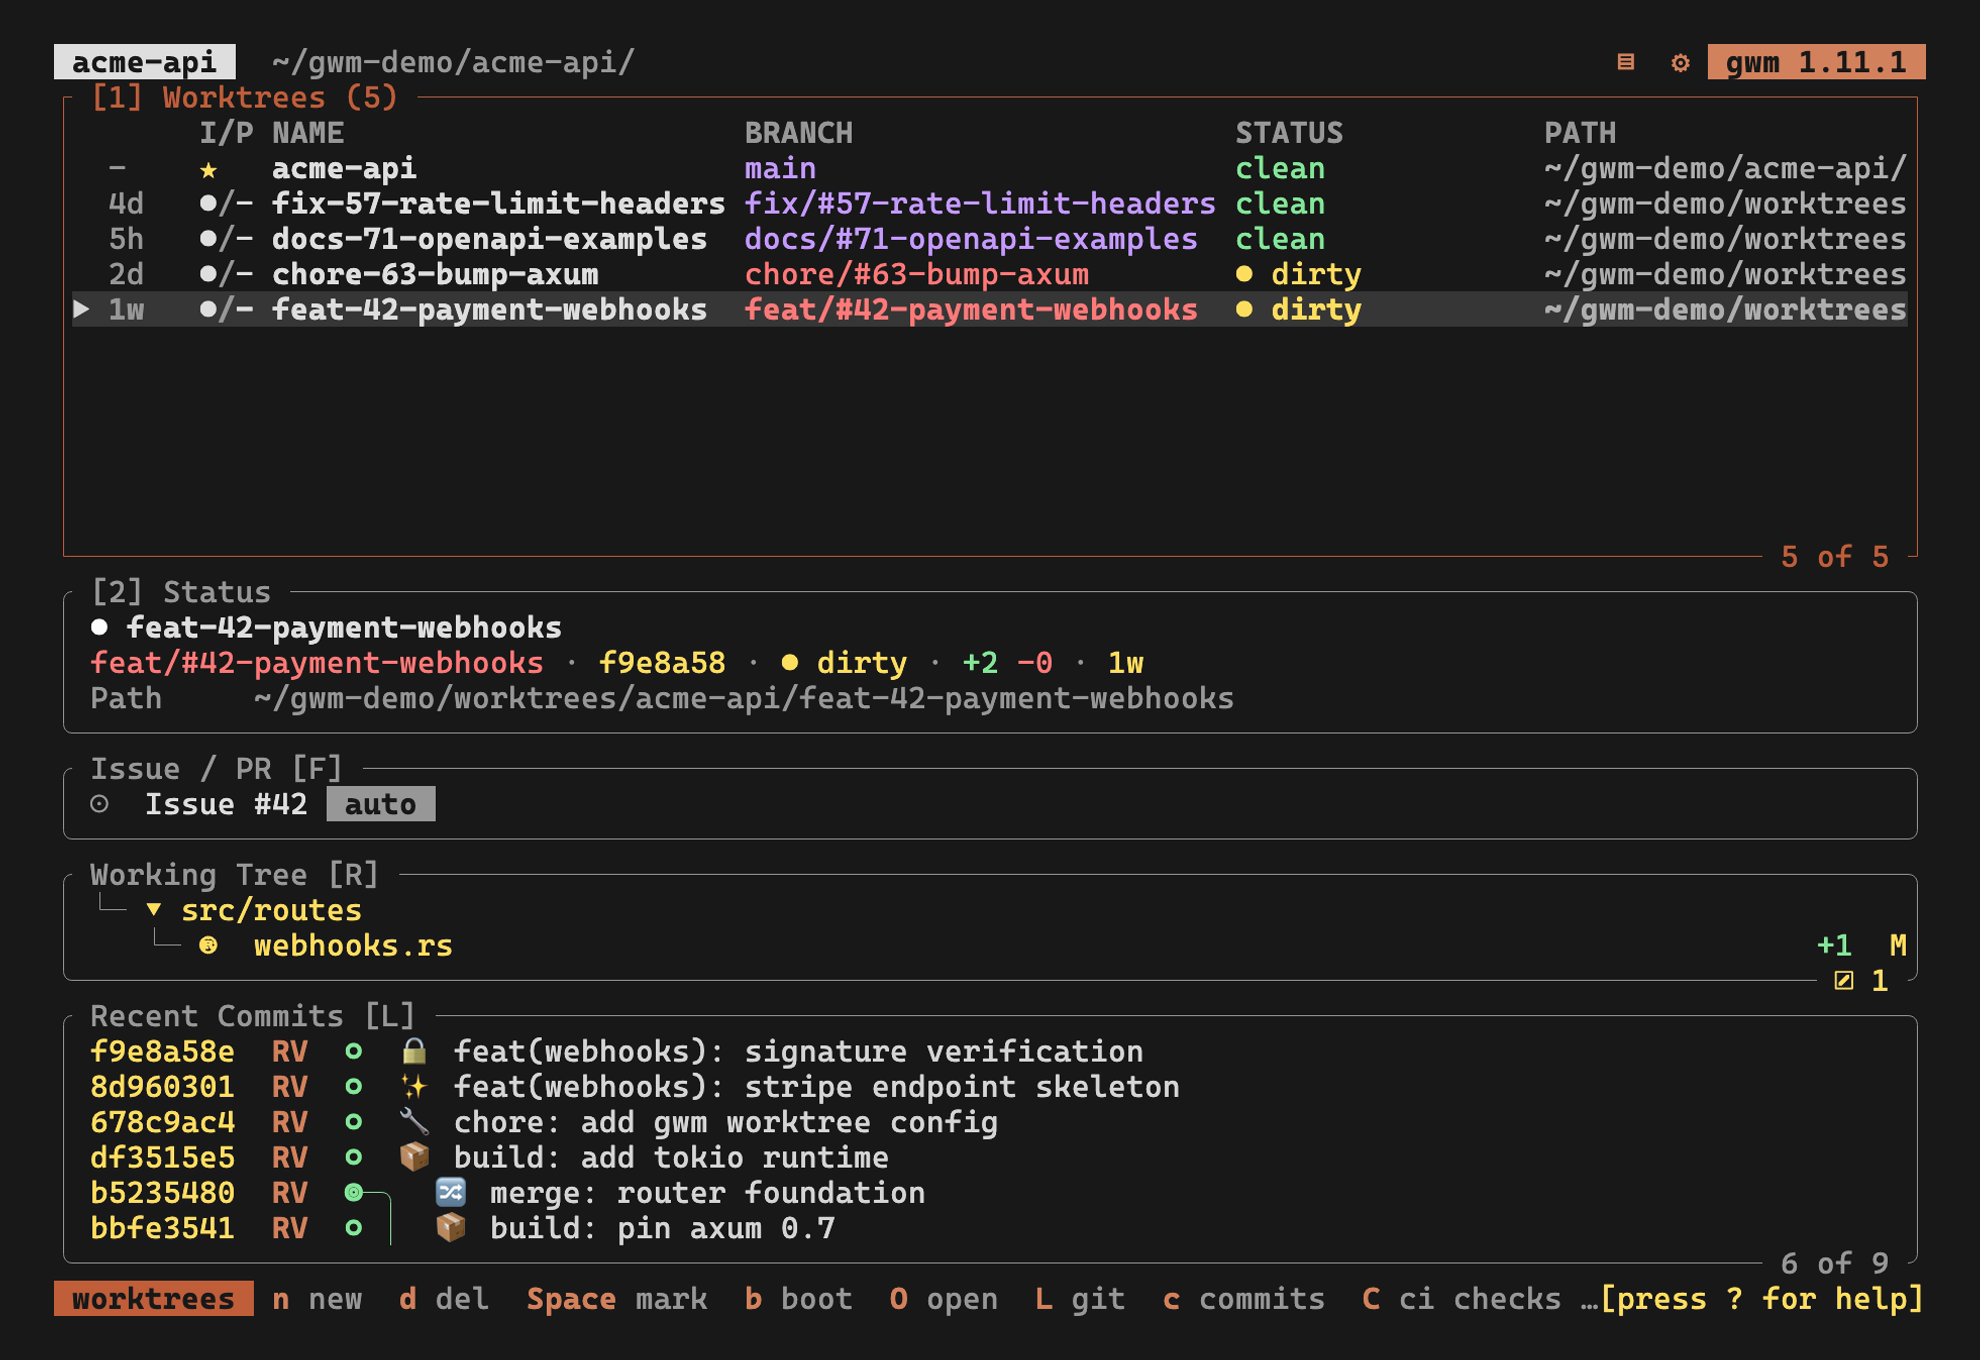 acme-api ~/gwm-demo/acme-api/ gwm 1.11.1
[1] Worktrees (5)
I/P NAME BRANCH STATUS PATH
– ★ acme-api main clean ~/gwm-demo/acme-api/
4d ●/- fix-57-rate-limit-headers fix/#57-rate-limit-headers clean ~/gwm-demo/worktrees
5h ●/- docs-71-openapi-examples docs/#71-openapi-examples clean ~/gwm-demo/worktrees
2d ●/- chore-63-bump-axum chore/#63-bump-axum ● dirty ~/gwm-demo/worktrees
▶ 1w ●/- feat-42-payment-webhooks feat/#42-payment-webhooks ● dirty ~/gwm-demo/worktrees
5 of 5
[2] Status
● feat-42-payment-webhooks
feat/#42-payment-webhooks · f9e8a58 · ● dirty · +2 -0 · 1w
Path ~/gwm-demo/worktrees/acme-api/feat-42-payment-webhooks
Issue / PR [F]
Issue #42 auto
Working Tree [R]
▼ src/routes
webhooks.rs +1 M
1
Recent Commits [L]
f9e8a58e RV 🔒 feat(webhooks): signature verification
8d960301 RV ✨ feat(webhooks): stripe endpoint skeleton
678c9ac4 RV 🔧 chore: add gwm worktree config
df3515e5 RV 📦 build: add tokio runtime
b5235480 RV 🔀 merge: router foundation
bbfe3541 RV 📦 build: pin axum 0.7
6 of 9
worktrees n new d del Space mark b boot O open L git c commits C ci checks …[press ? for help]